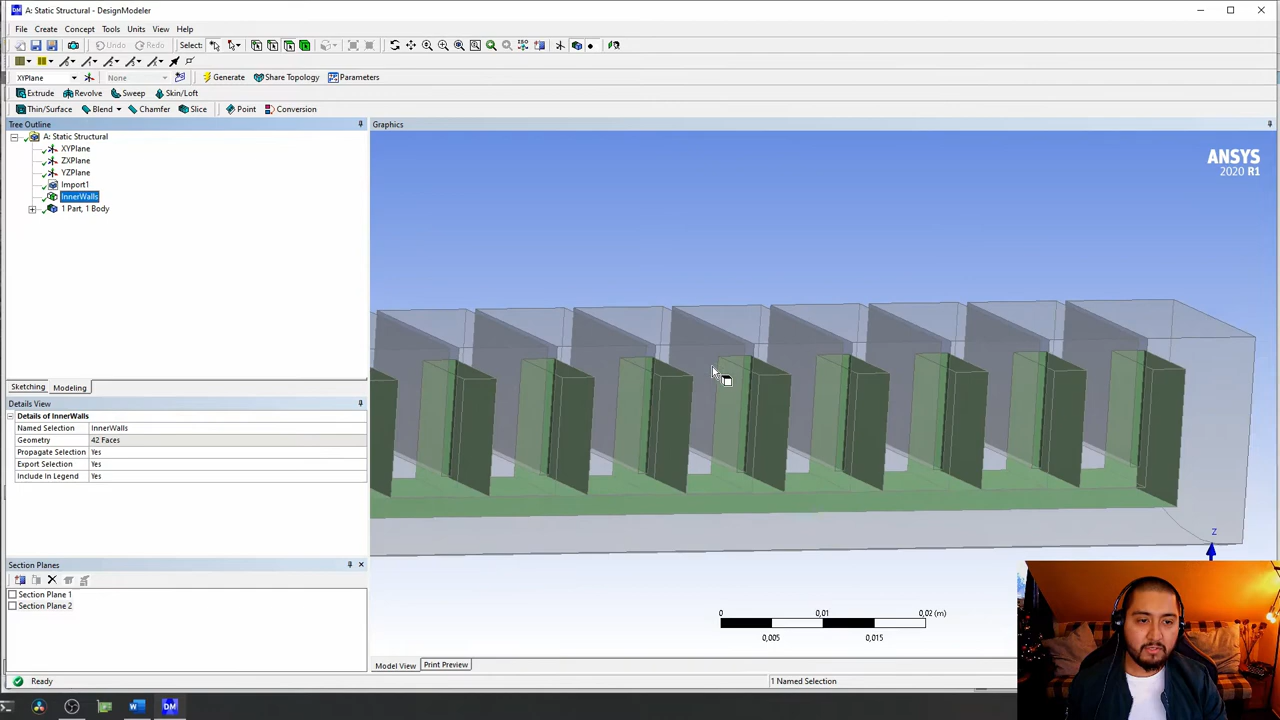 A: Static Structural - DesignModeler
File Create Concept Tools Units View Help
Undo Redo Select:
XYPlane None Generate Share Topology Parameters
Extrude Revolve Sweep Skin/Loft
Thin/Surface Blend Chamfer Slice Point Conversion
Tree Outline
A: Static Structural
XYPlane
ZXPlane
YZPlane
Import1
InnerWalls
1 Part, 1 Body
Sketching Modeling
Details View
Details of InnerWalls
Named Selection InnerWalls
Geometry 42 Faces
Propagate Selection Yes
Export Selection Yes
Include In Legend Yes
Section Planes
Section Plane 1
Section Plane 2
Graphics
ANSYS
2020 R1
Z
0 0,01 0,02 (m)
0,005 0,015
Model View Print Preview
Ready 1 Named Selection